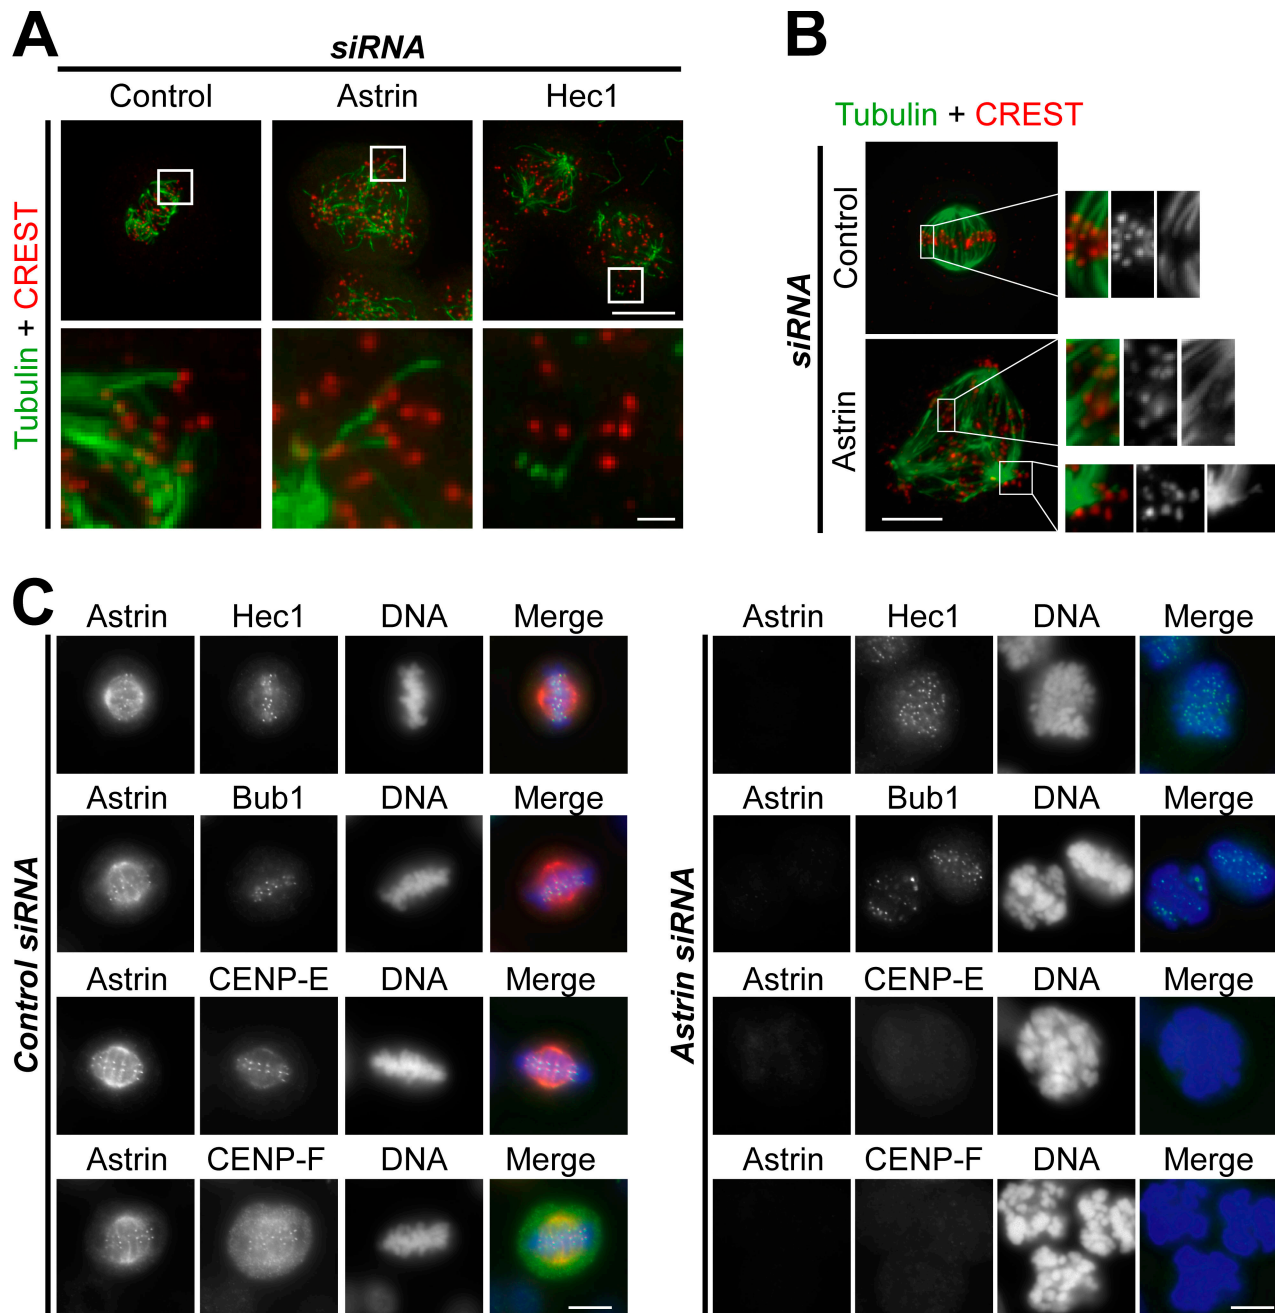 A
siRNA
Control Astrin Hec1
Tubulin + CREST
B
Tubulin + CREST
siRNA
Control
Astrin
C
Control siRNA
Astrin Hec1 DNA Merge
Astrin Bub1 DNA Merge
Astrin CENP-E DNA Merge
Astrin CENP-F DNA Merge
Astrin siRNA
Astrin Hec1 DNA Merge
Astrin Bub1 DNA Merge
Astrin CENP-E DNA Merge
Astrin CENP-F DNA Merge